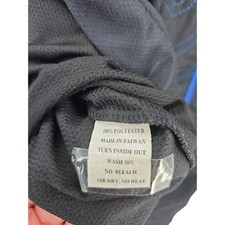 100% POLYESTER
MADE IN TAIWAN
TURN INSIDE OUT
WASH 30°C
NO BLEACH
AIR DRY, NO HEAT